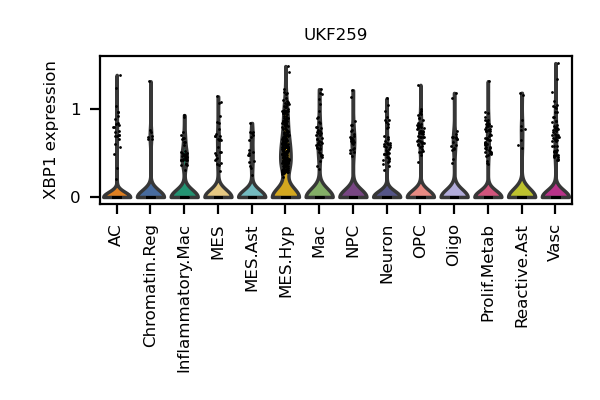 UKF259
XBP1 expression
1
0
AC
Chromatin.Reg
Inflammatory.Mac
MES
MES.Ast
MES.Hyp
Mac
NPC
Neuron
OPC
Oligo
Prolif.Metab
Reactive.Ast
Vasc